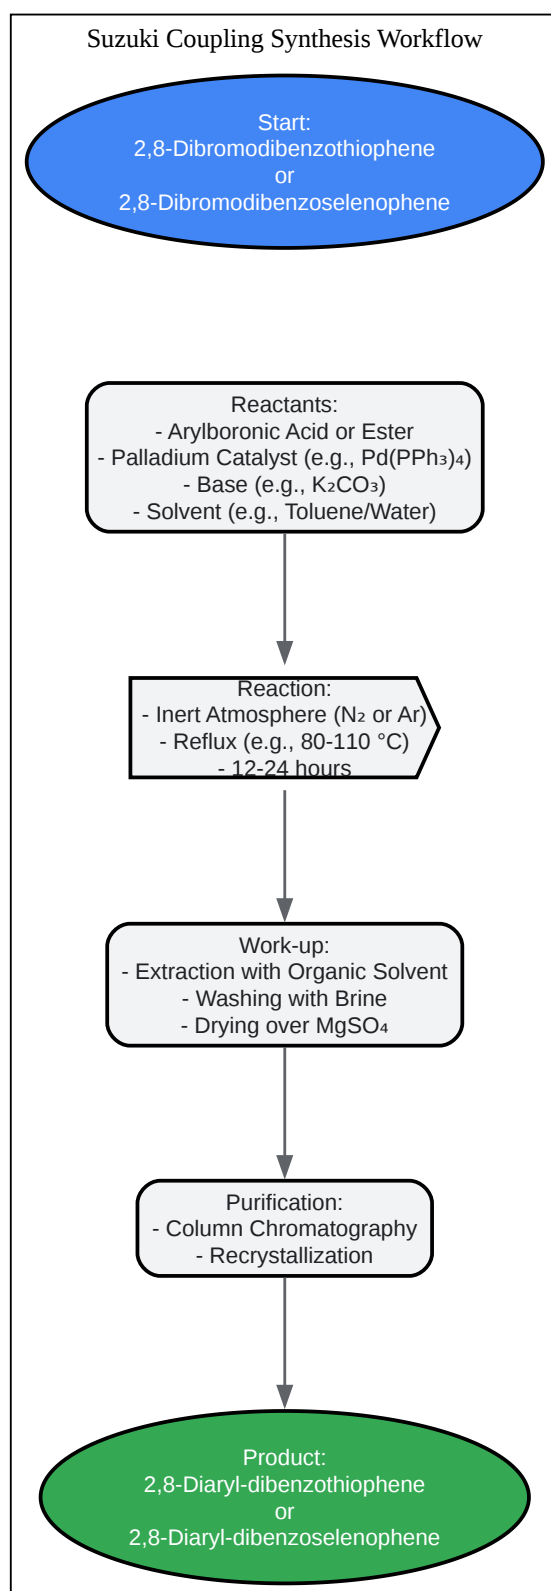 Suzuki Coupling Synthesis Workflow
Start:
2,8-Dibromodibenzothiophene
or
2,8-Dibromodibenzoselenophene
Reactants:
- Arylboronic Acid or Ester
- Palladium Catalyst (e.g., Pd(PPh₃)₄)
- Base (e.g., K₂CO₃)
- Solvent (e.g., Toluene/Water)
Reaction:
- Inert Atmosphere (N₂ or Ar)
- Reflux (e.g., 80-110 °C)
- 12-24 hours
Work-up:
- Extraction with Organic Solvent
- Washing with Brine
- Drying over MgSO₄
Purification:
- Column Chromatography
- Recrystallization
Product:
2,8-Diaryl-dibenzothiophene
or
2,8-Diaryl-dibenzoselenophene